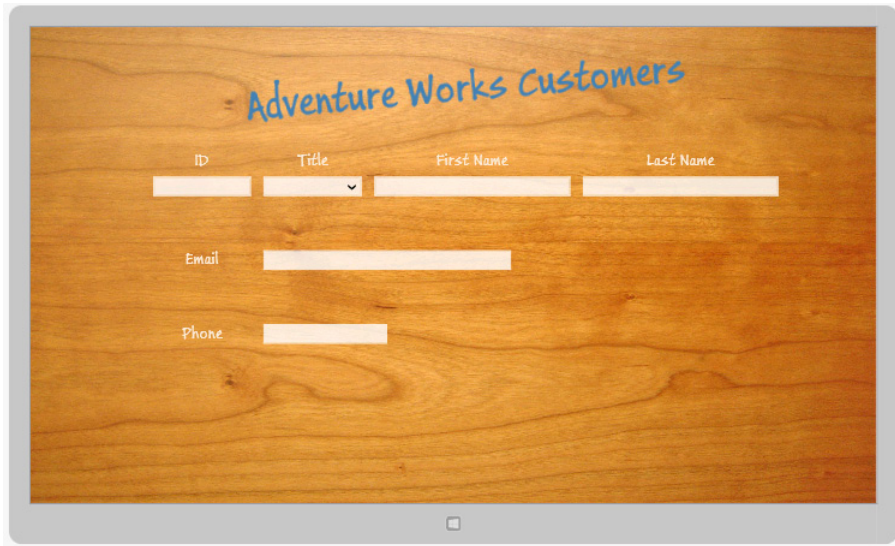 Adventure Works Customers
ID Title First Name Last Name
Email
Phone